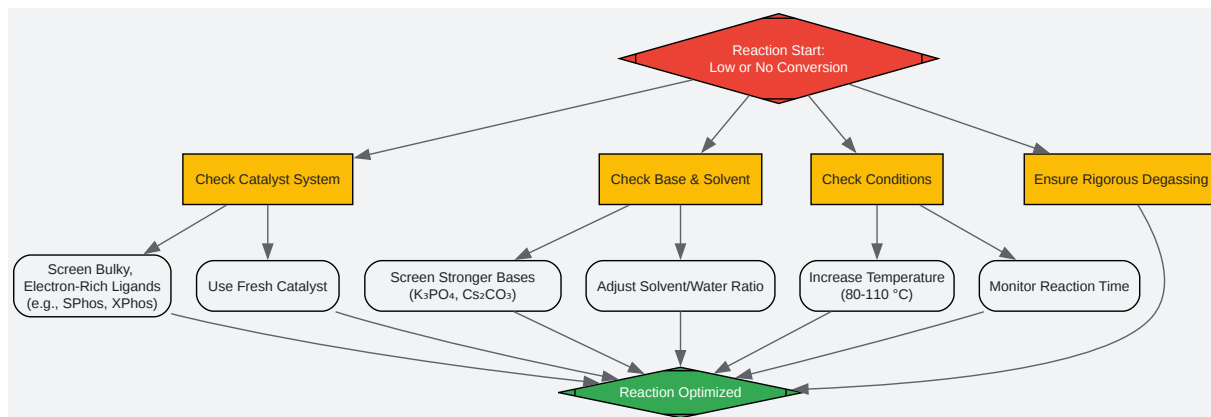 Reaction Start:
Low or No Conversion
Check Catalyst System
Check Base & Solvent
Check Conditions
Ensure Rigorous Degassing
Screen Bulky,
Electron-Rich Ligands
(e.g., SPhos, XPhos)
Use Fresh Catalyst
Screen Stronger Bases
(K₃PO₄, Cs₂CO₃)
Adjust Solvent/Water Ratio
Increase Temperature
(80-110 °C)
Monitor Reaction Time
Reaction Optimized